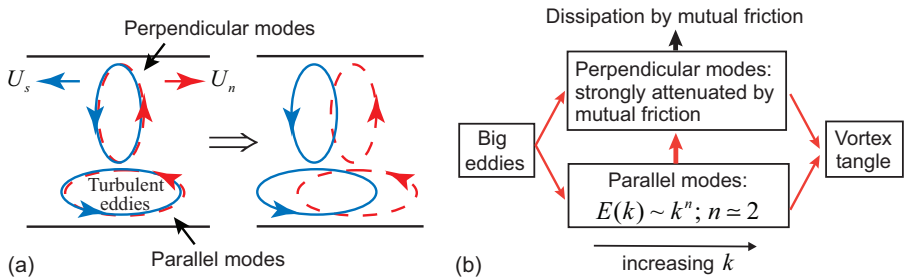 Perpendicular modes
U_s
U_n
Turbulent
eddies
(a)
Parallel modes
Dissipation by mutual friction
Perpendicular modes:
strongly attenuated by
mutual friction
Big
eddies
Vortex
tangle
Parallel modes:
E(k) ~ k^n; n ≃ 2
(b)
increasing k